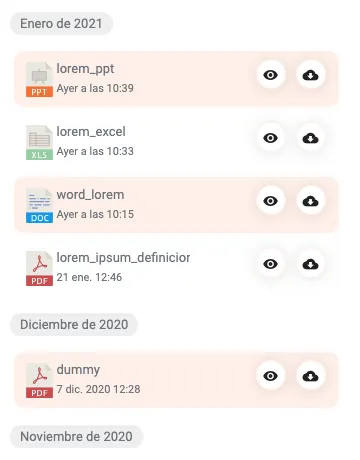 Enero de 2021
lorem_ppt
PPT
Ayer a las 10:39
lorem_excel
XLS
Ayer a las 10:33
word_lorem
DOC
Ayer a las 10:15
lorem_ipsum_definicior
PDF
21 ene. 12:46
Diciembre de 2020
dummy
PDF
7 dic. 2020 12:28
Noviembre de 2020